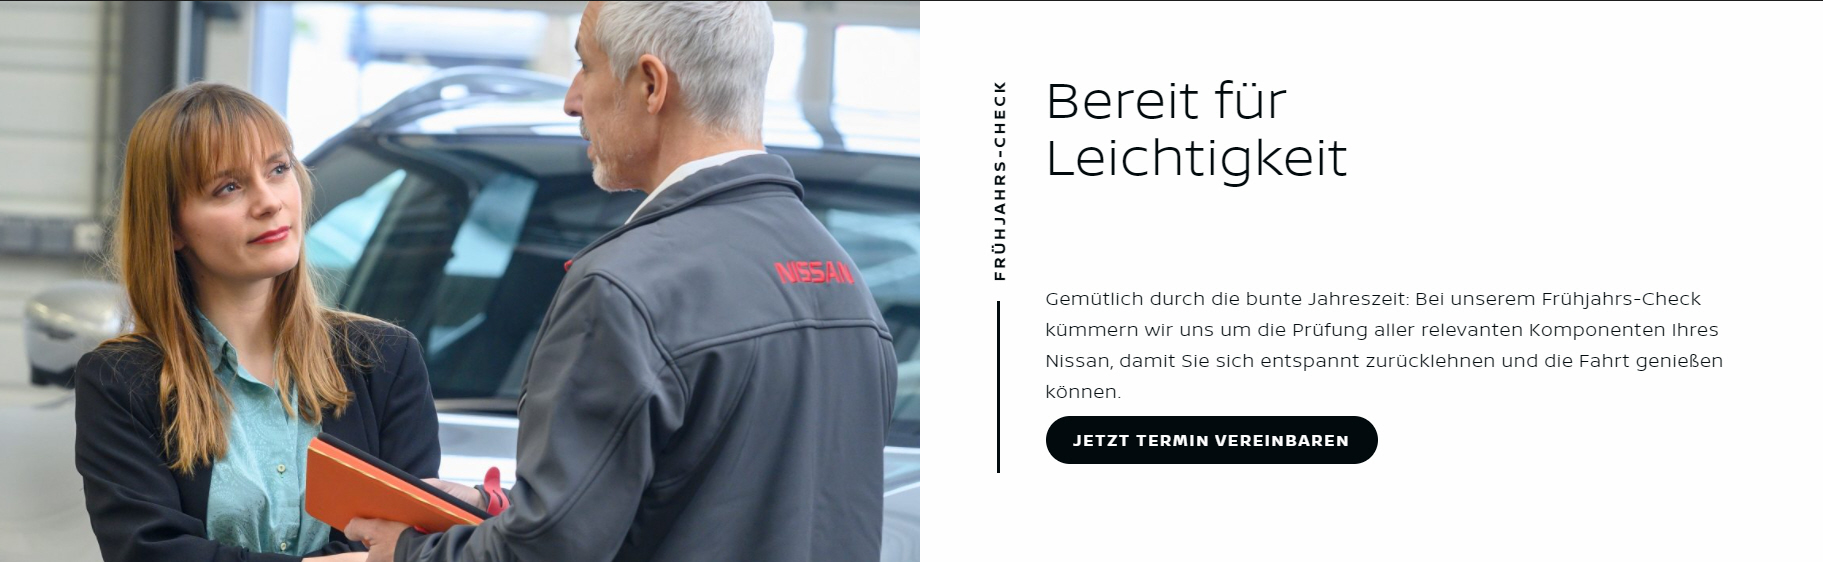 NISSAN
FRÜHJAHRS-CHECK
Bereit für
Leichtigkeit
Gemütlich durch die bunte Jahreszeit: Bei unserem Frühjahrs-Check
kümmern wir uns um die Prüfung aller relevanten Komponenten Ihres
Nissan, damit Sie sich entspannt zurücklehnen und die Fahrt genießen
können.
JETZT TERMIN VEREINBAREN